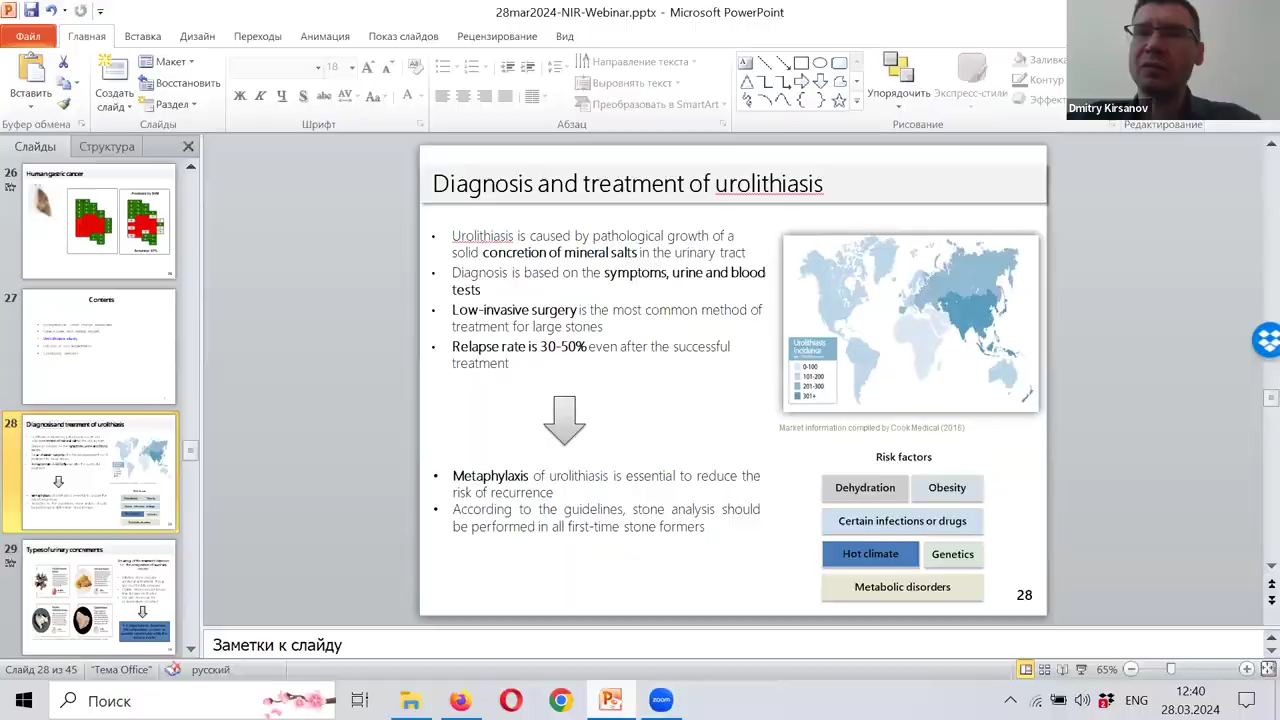 28mar2024-NIR-Webinar.pptx - Microsoft PowerPoint
Файл Главная Вставка Дизайн Переходы Анимация Показ слайдов Рецензирование Вид
Вставить
Создать слайд
Макет
Восстановить
Раздел
18
Направление текста
Выровнять текст
Преобразовать в SmartArt
Упорядочить
Экспресс-стили
Заливка
Контур
Эффект
Буфер обмена Слайды Шрифт Абзац Рисование Редактирование
Dmitry Kirsanov
Слайды Структура
26
Human gastric cancer
27
Contents
28
Diagnosis and treatment of urolithiasis
29
Types of urinary concrements
Diagnosis and treatment of urolithiasis
• Urolithiasis is caused by pathological growth of a
solid concretion of mineral salts in the urinary tract
• Diagnosis is based on the symptoms, urine and blood
tests
• Low-invasive surgery is the most common method of
large stones
• Relapse rate is 30-50% even after the successful
treatment
• Metaphylaxis of urolithiasis is essential to reduce the
• According to the guidelines, stone analysis should
be performed in all first-time stone formers
Urolithiasis
Incidence
0-100
101-200
201-300
301+
Market information compiled by Cook Medical (2016)
Risk factors
Dehydration Obesity
Certain infections or drugs
Hot climate Genetics
Metabolic disorders
28
Заметки к слайду
Слайд 28 из 45 "Тема Office" русский 65%
Поиск
zoom
ENG
12:40
28.03.2024